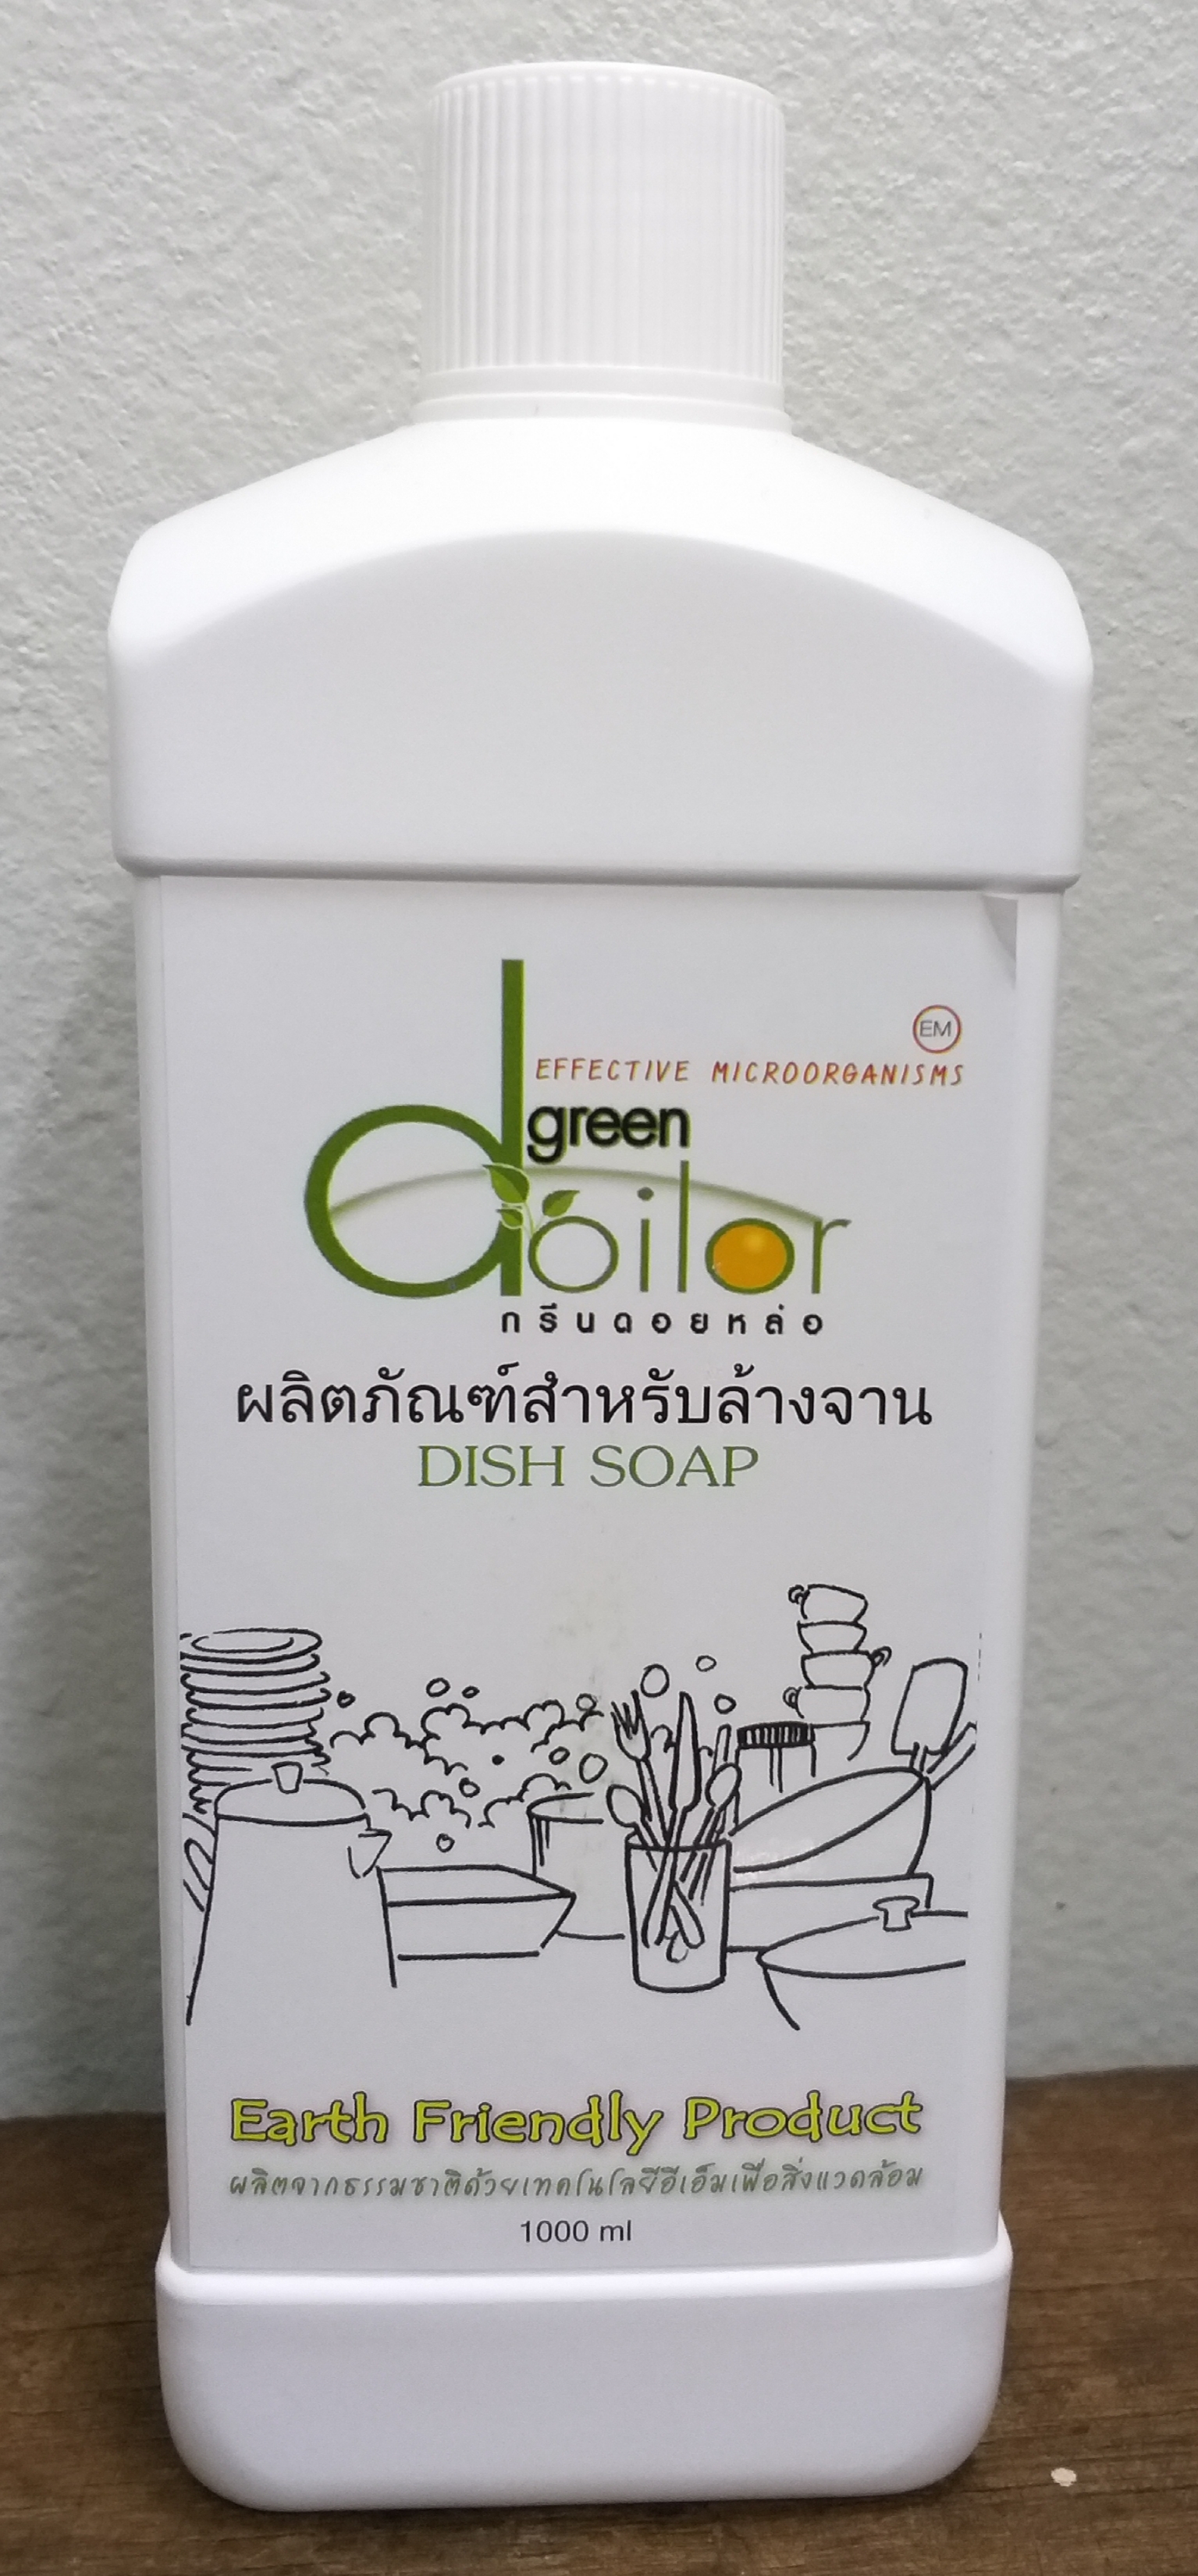 EM
EFFECTIVE MICROORGANISMS
green
doilor
กรีนดอยหล่อ
ผลิตภัณฑ์สำหรับล้างจาน
DISH SOAP
Earth Friendly Product
ผลิตจากธรรมชาติด้วยเทคโนโลยีอีเอ็มเพื่อสิ่งแวดล้อม
1000 ml